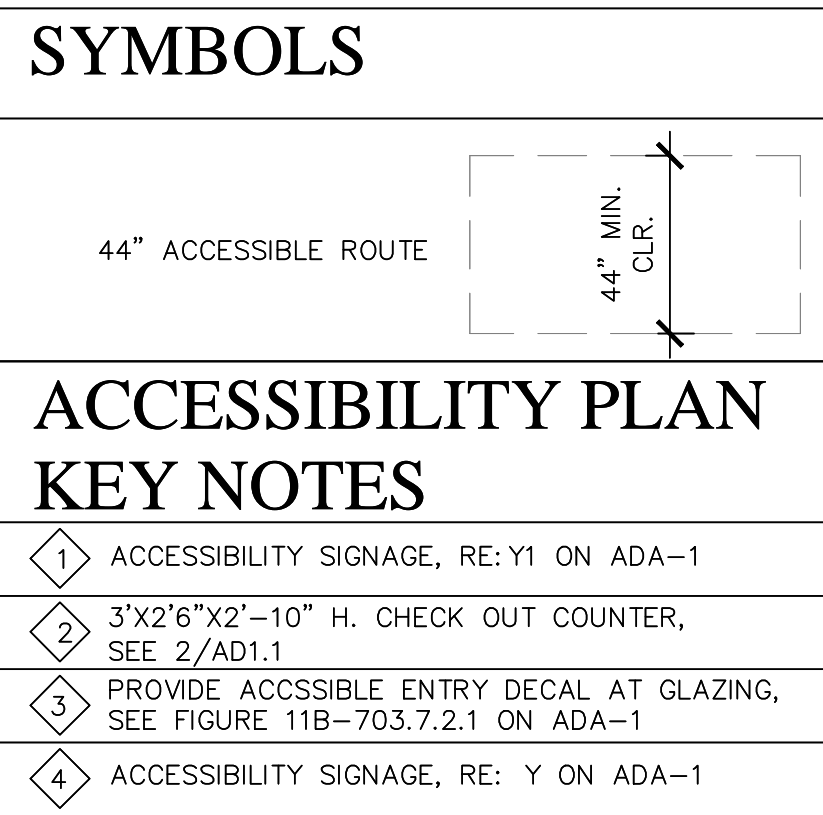 SYMBOLS
44" ACCESSIBLE ROUTE
44" MIN.
CLR.
ACCESSIBILITY PLAN
KEY NOTES
1 ACCESSIBILITY SIGNAGE, RE: Y1 ON ADA-1
2 3'X2'6"X2'-10" H. CHECK OUT COUNTER,
SEE 2/AD1.1
3 PROVIDE ACCSSIBLE ENTRY DECAL AT GLAZING,
SEE FIGURE 11B-703.7.2.1 ON ADA-1
4 ACCESSIBILITY SIGNAGE, RE: Y ON ADA-1